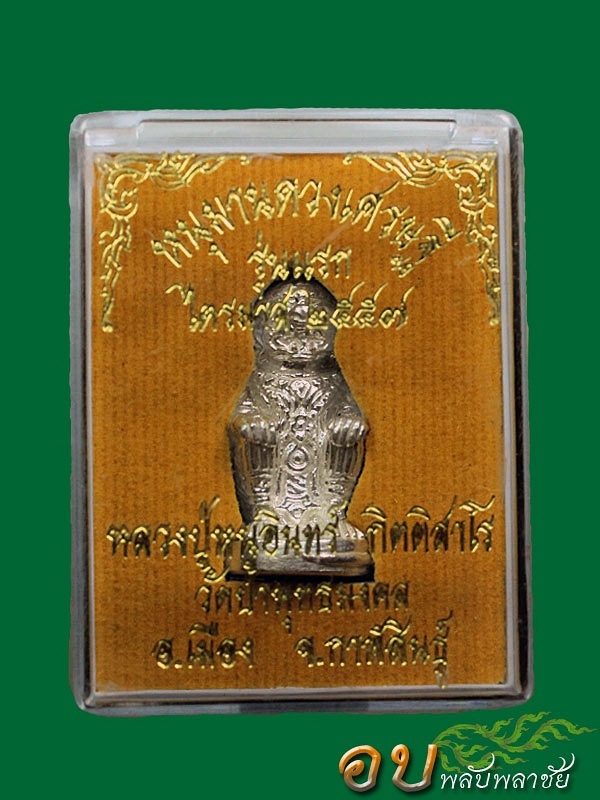 หนุมานดวงเศรษฐี
รุ่นแรก
ไตรมาส ๒๕๕๗
หลวงปู่หนูอินทร์ กิตติสาโร
วัดป่าพุทธมงคล
อ.เมือง จ.กาฬสินธุ์
อบ
พลับพลาชัย